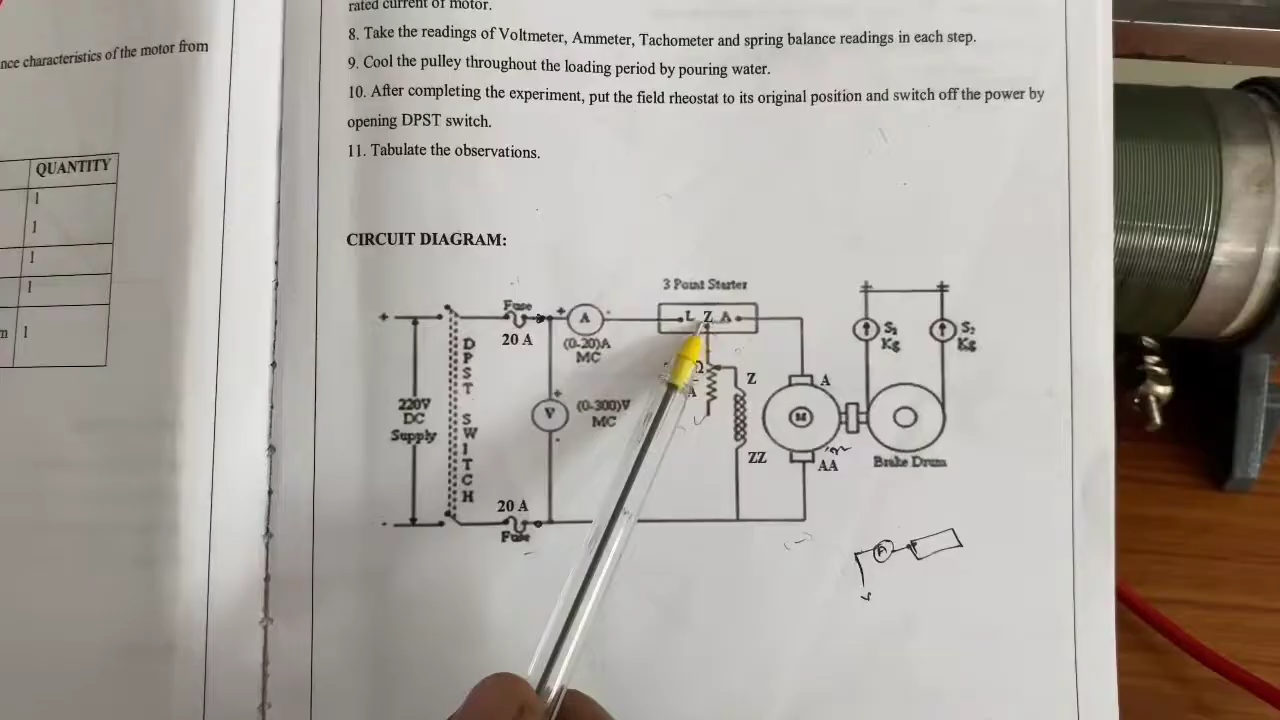 nce characteristics of the motor from
QUANTITY
1
1
1
1
n 1
rated current of motor.
8. Take the readings of Voltmeter, Ammeter, Tachometer and spring balance readings in each step.
9. Cool the pulley throughout the loading period by pouring water.
10. After completing the experiment, put the field rheostat to its original position and switch off the power by
opening DPST switch.
11. Tabulate the observations.
CIRCUIT DIAGRAM:
3 Point Starter
Fuse
20 A
+ A -
(0-20)A
MC
L Z A
S1
Kg
S2
Kg
+
DPST SWITCH
220V
DC
Supply
-
+
V
-
(0-300)V
MC
Ω
A
Z
ZZ
A
M
AA
Brake Drum
20 A
Fuse
(-)
A